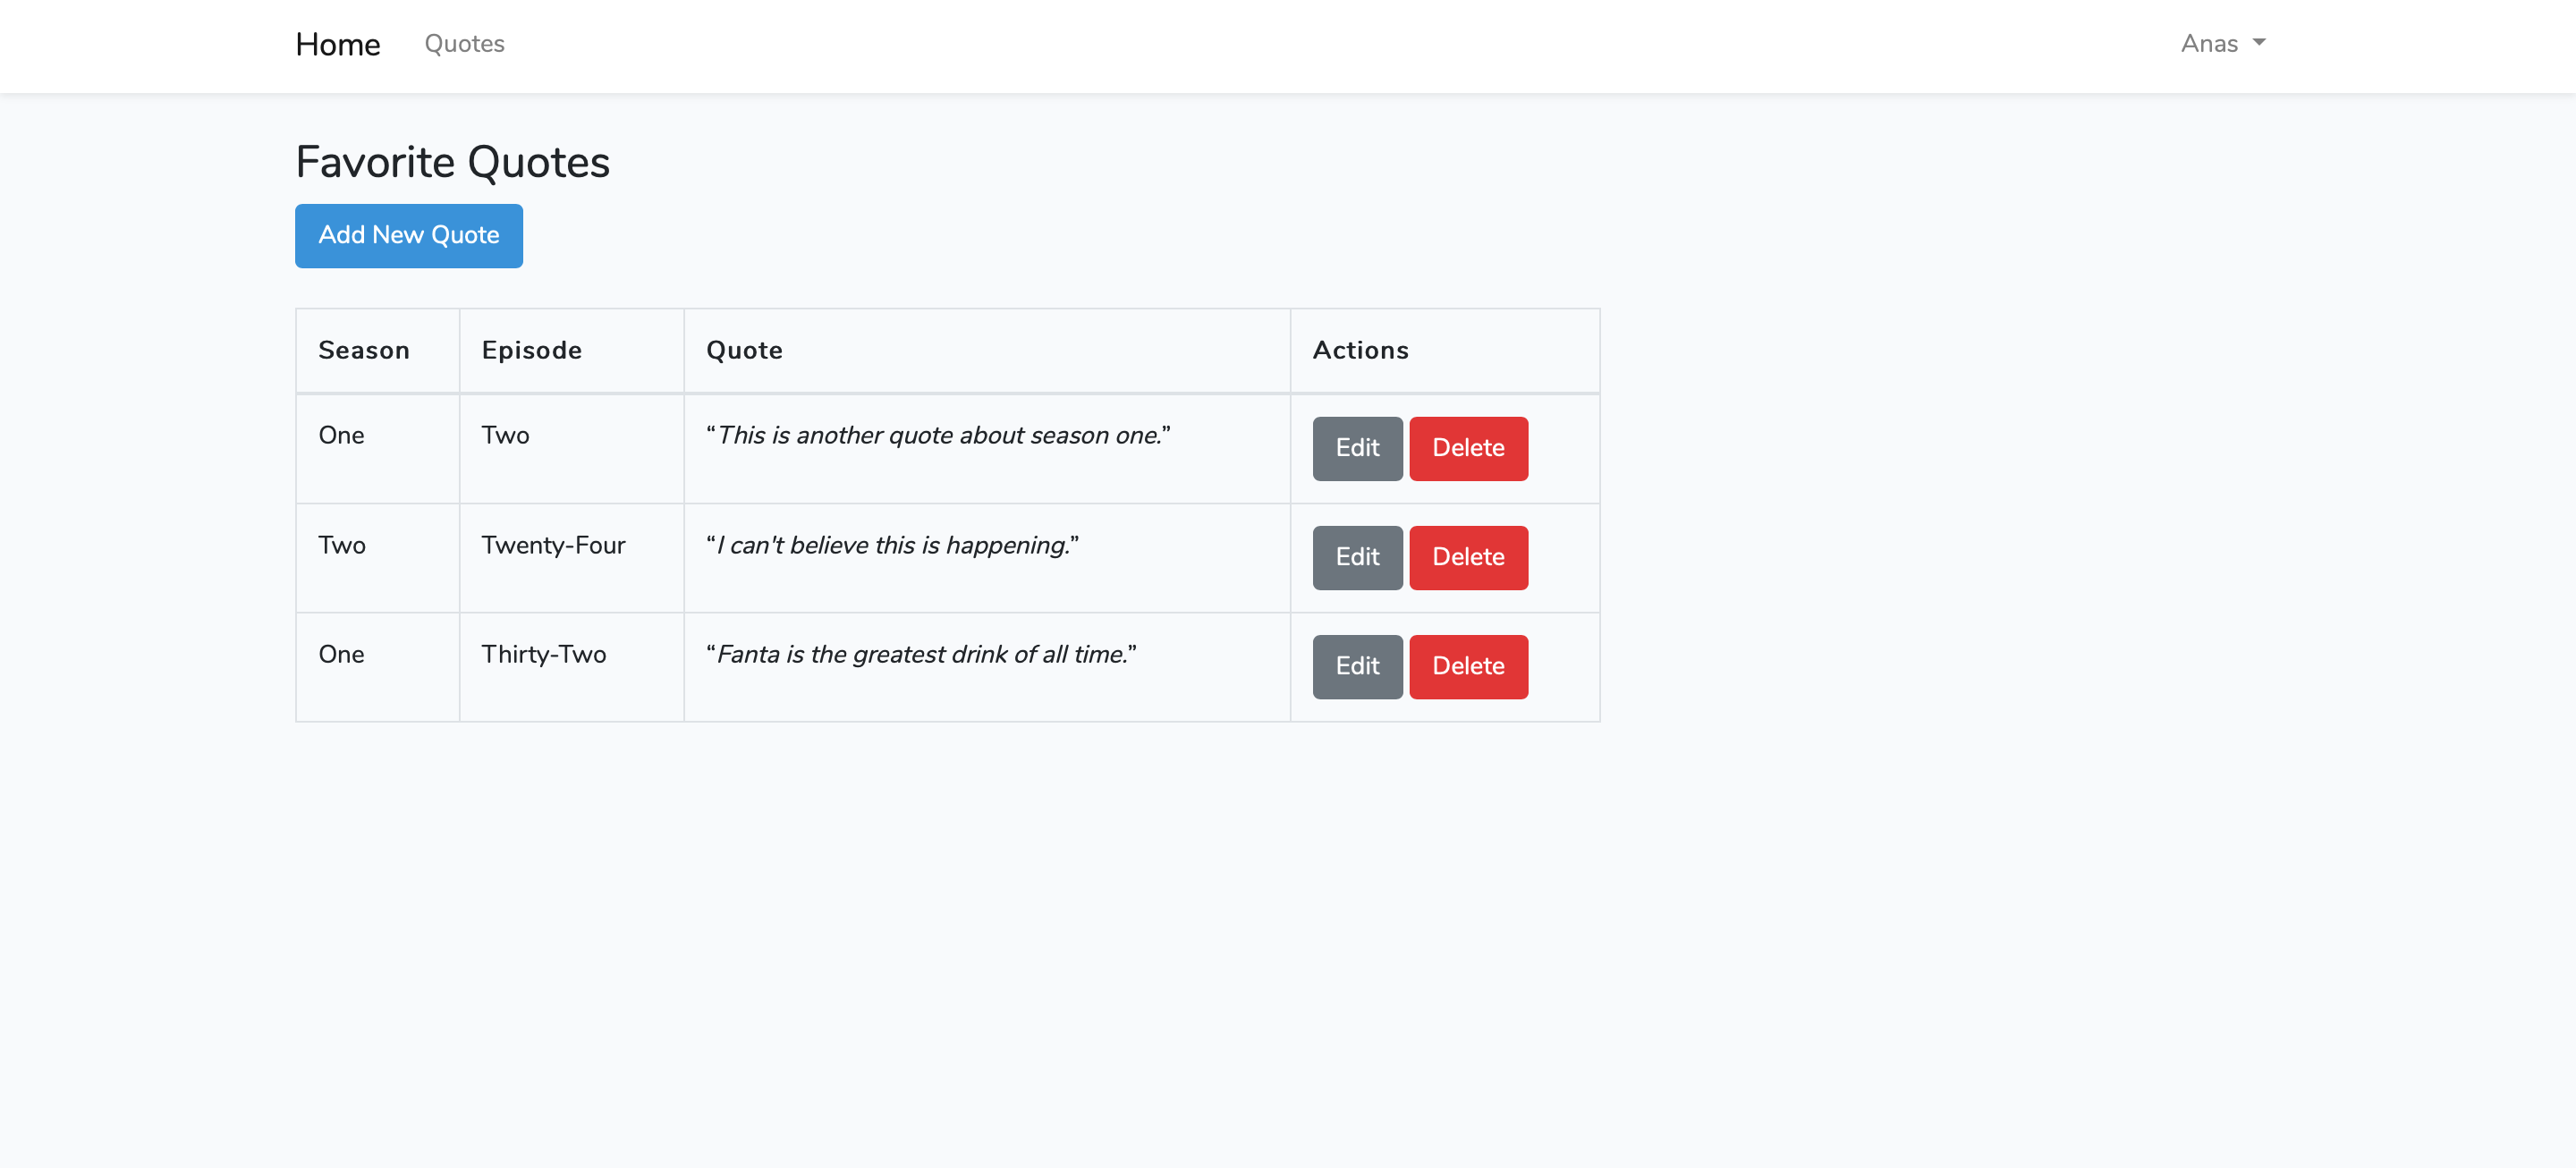 Home Quotes Anas
Favorite Quotes
Add New Quote
Season Episode Quote Actions
One Two “This is another quote about season one.” Edit Delete
Two Twenty-Four “I can't believe this is happening.” Edit Delete
One Thirty-Two “Fanta is the greatest drink of all time.” Edit Delete